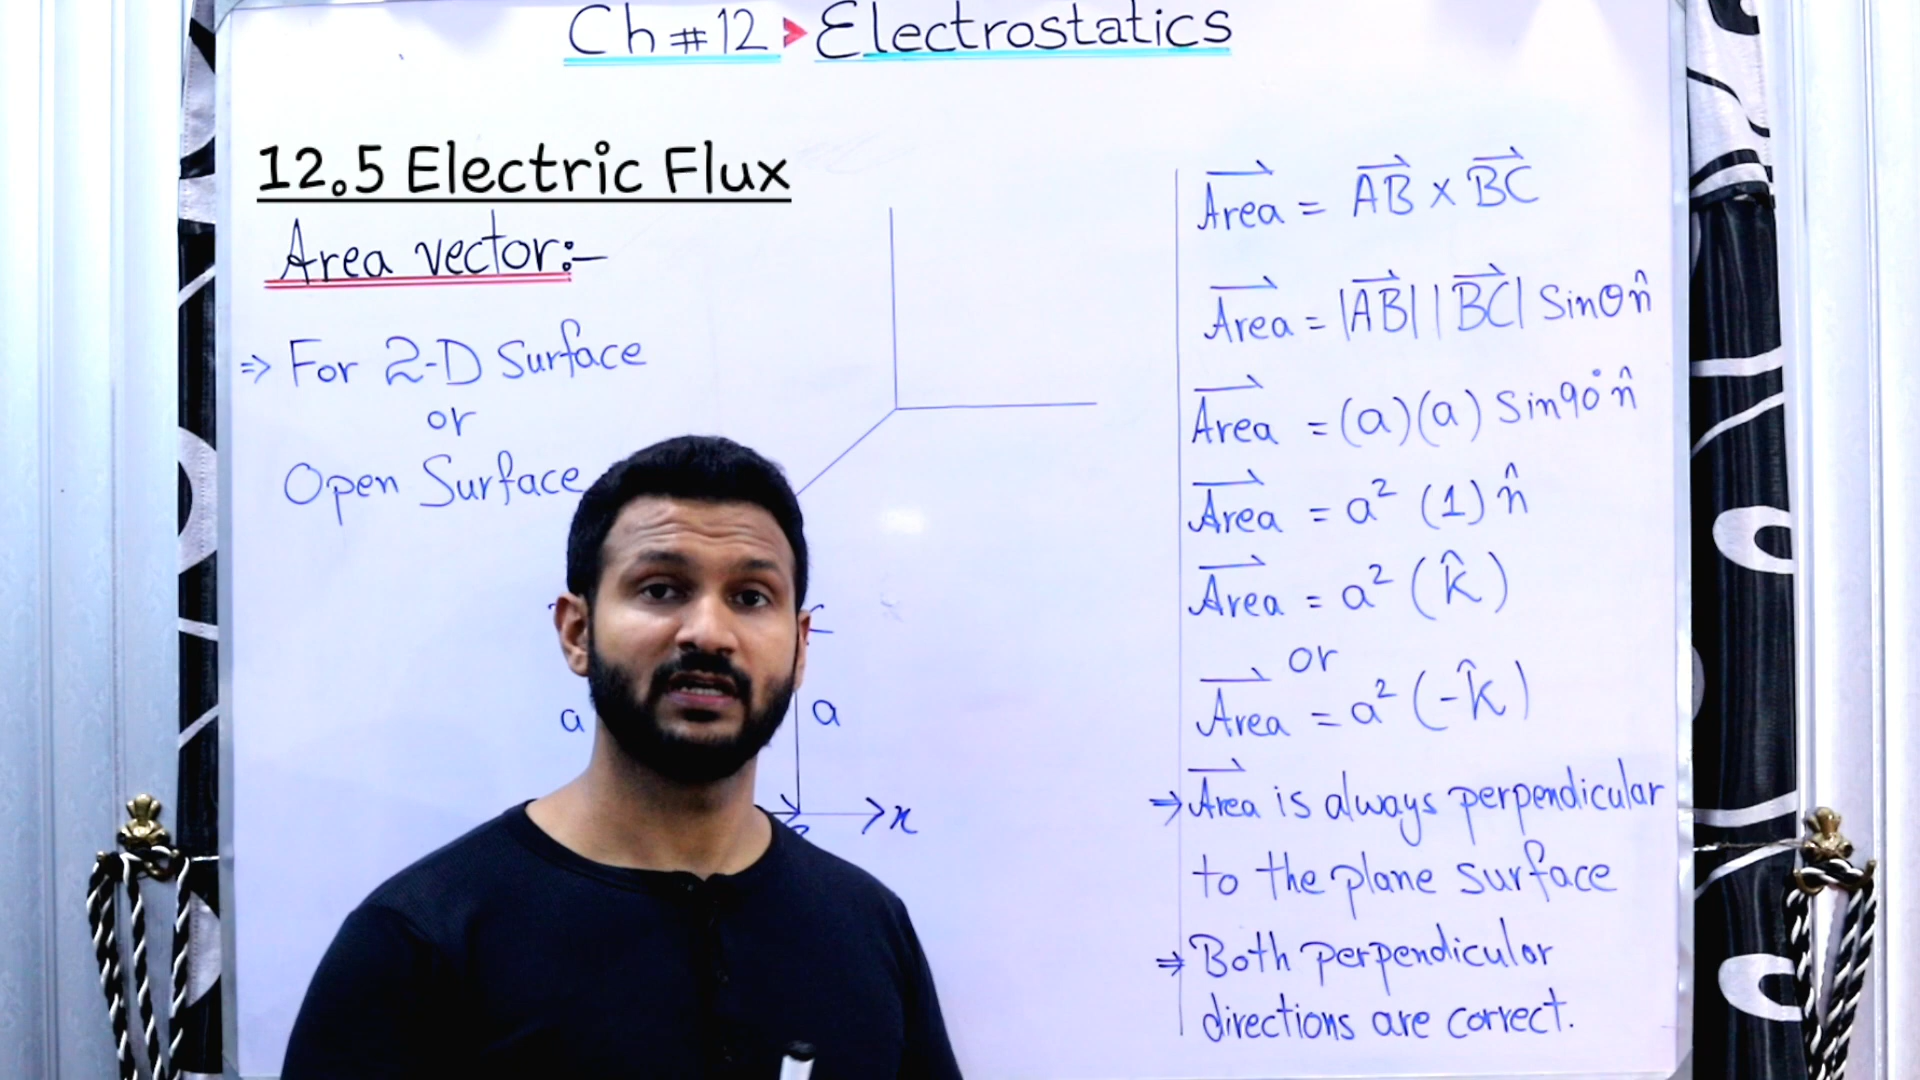 Ch # 12 > Electrostatics
12.5 Electric Flux
Area vector:-
⇒ For 2-D Surface
or
Open Surface
a
a
x
Area = AB × BC
Area = |AB| |BC| Sinθ n̂
Area = (a)(a) Sin90° n̂
Area = a² (1) n̂
Area = a² (k̂)
or
Area = a² (-k̂)
⇒ Area is always perpendicular
to the plane surface
⇒ Both perpendicular
directions are correct.